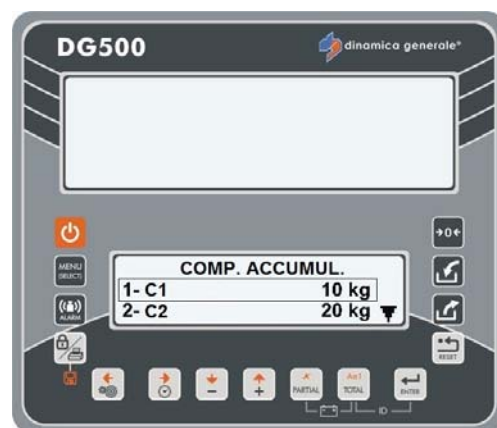 DG500
dinamica generale®
→0←
MENU
(SELECT)
ALARM
COMP. ACCUMUL.
1- C1 10 kg
2- C2 20 kg
RESET
PARTIAL
TOTAL
ENTER
ID